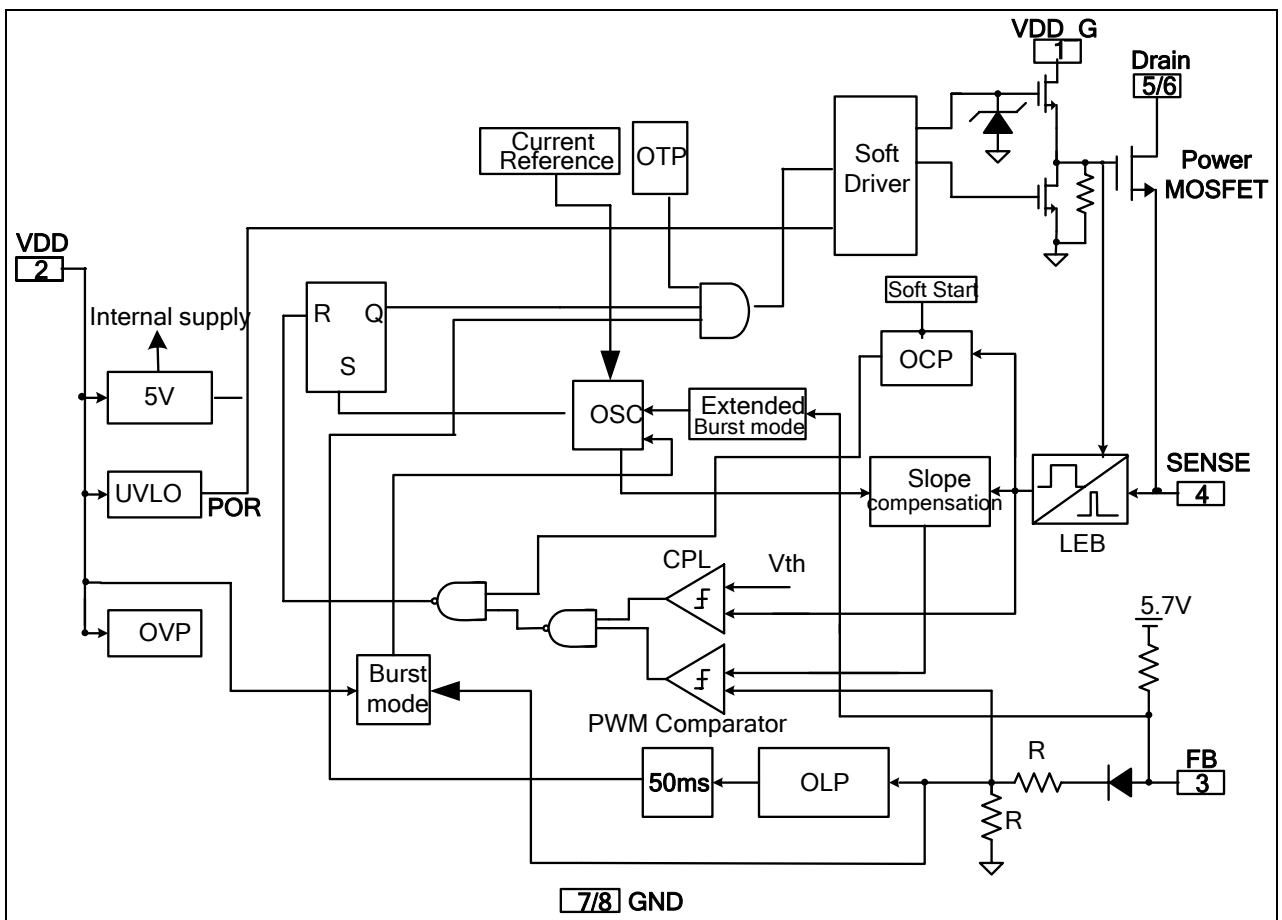 VDD G
1
Drain
5/6
Current
Reference
OTP
Soft
Driver
Power
MOSFET
VDD
2
Internal supply
5V
R
Q
S
Soft Start
OCP
OSC
Extended
Burst mode
UVLO
POR
Slope
compensation
SENSE
4
LEB
CPL
Vth
5.7V
OVP
Burst
mode
PWM Comparator
50ms
OLP
R
R
FB
3
7/8
GND